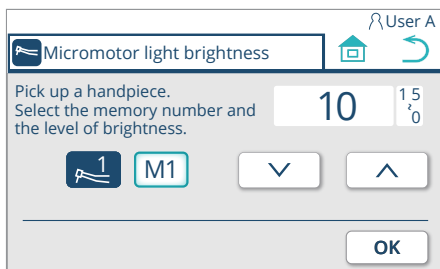 User A
Micromotor light brightness
Pick up a handpiece.
Select the memory number and
the level of brightness.
10
15
~
0
1
M1
OK